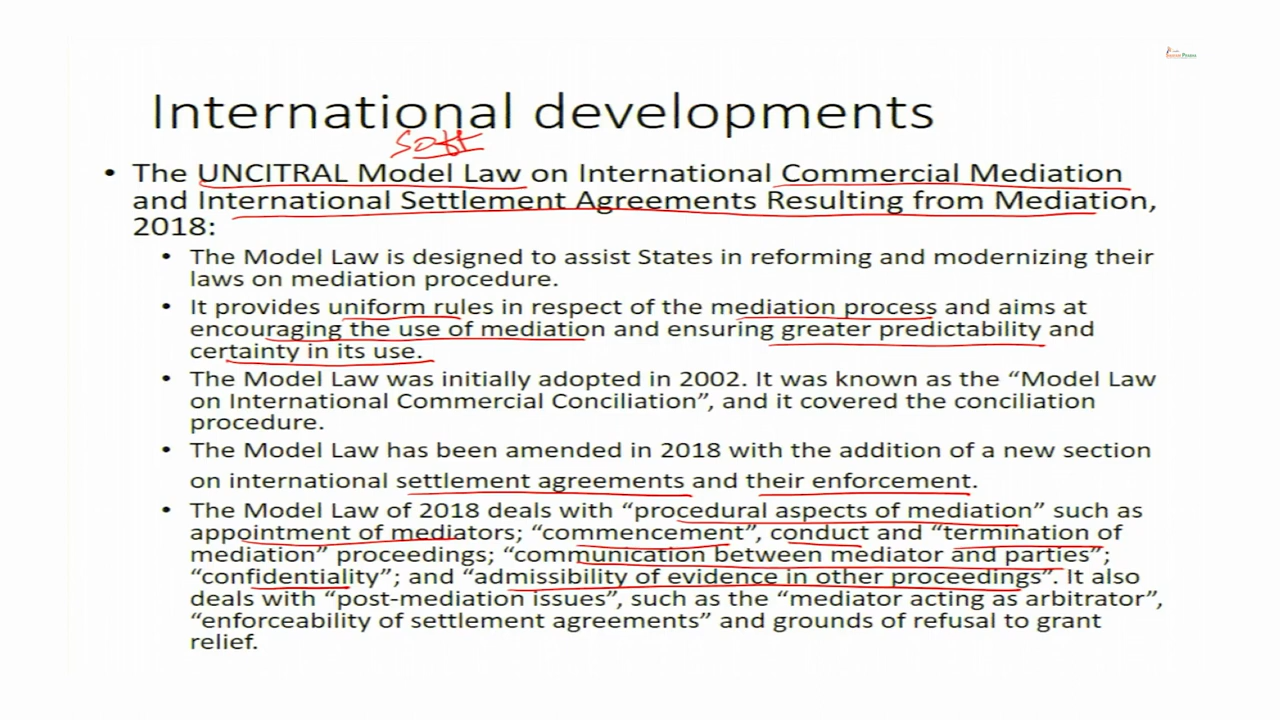 International developments
soft
• The UNCITRAL Model Law on International Commercial Mediation
and International Settlement Agreements Resulting from Mediation,
2018:
• The Model Law is designed to assist States in reforming and modernizing their
laws on mediation procedure.
• It provides uniform rules in respect of the mediation process and aims at
encouraging the use of mediation and ensuring greater predictability and
certainty in its use.
• The Model Law was initially adopted in 2002. It was known as the “Model Law
on International Commercial Conciliation”, and it covered the conciliation
procedure.
• The Model Law has been amended in 2018 with the addition of a new section
on international settlement agreements and their enforcement.
• The Model Law of 2018 deals with “procedural aspects of mediation” such as
appointment of mediators; “commencement”, conduct and “termination of
mediation” proceedings; “communication between mediator and parties”;
“confidentiality”; and “admissibility of evidence in other proceedings”. It also
deals with “post-mediation issues”, such as the “mediator acting as arbitrator”,
“enforceability of settlement agreements” and grounds of refusal to grant
relief.